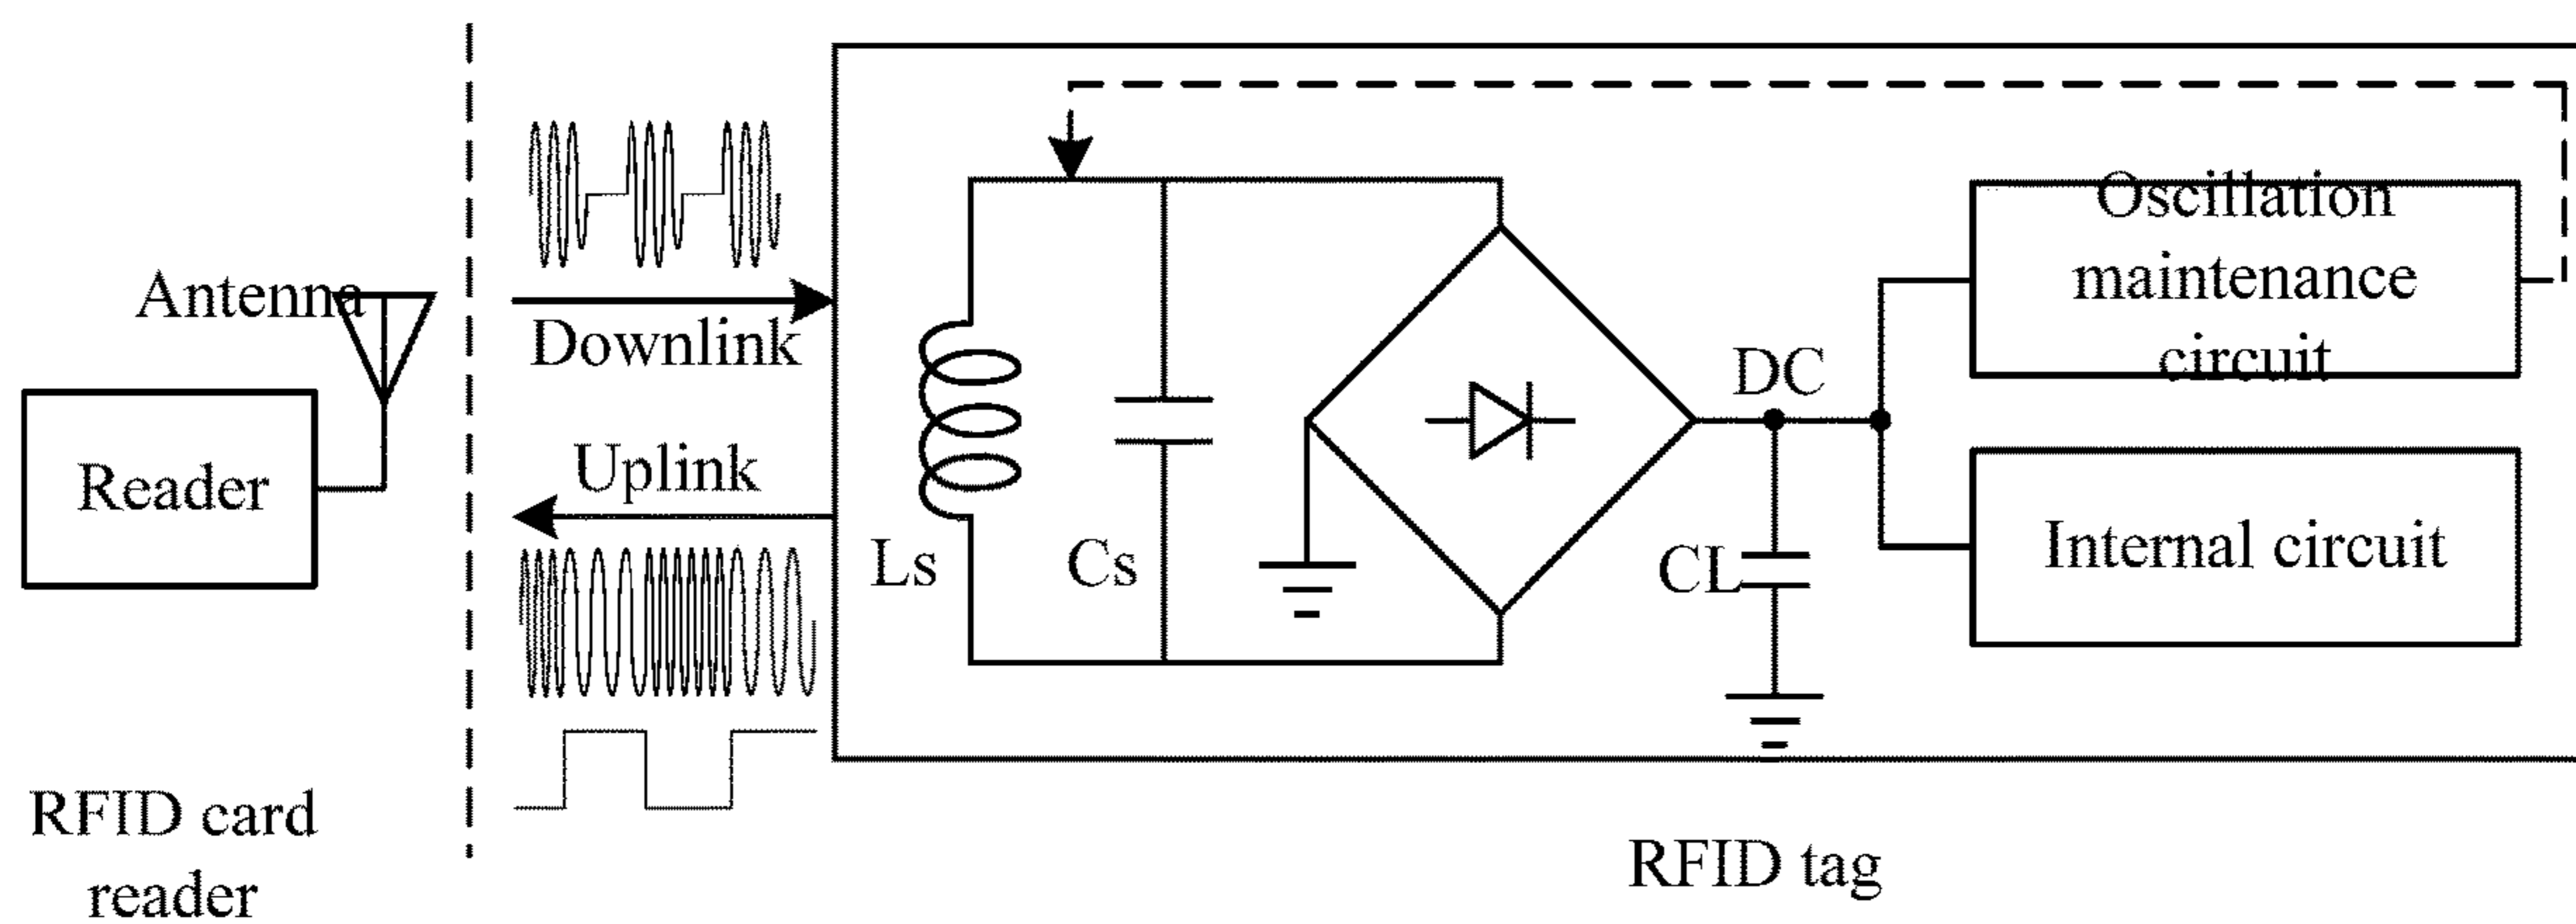 Antenna
Reader
RFID card
reader
Downlink
Uplink
Ls
Cs
DC
CL
Oscillation
maintenance
circuit
Internal circuit
RFID tag